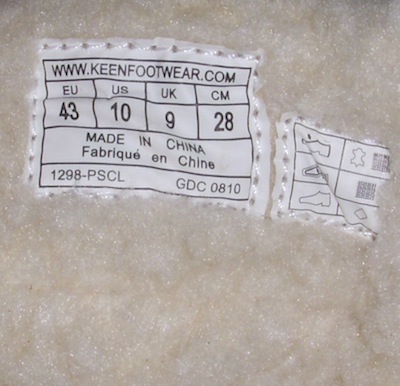 WWW.KEENFOOTWEAR.COM
EU US UK CM
43 10 9 28
MADE IN CHINA
Fabriqué en Chine
1298-PSCL GDC 0810